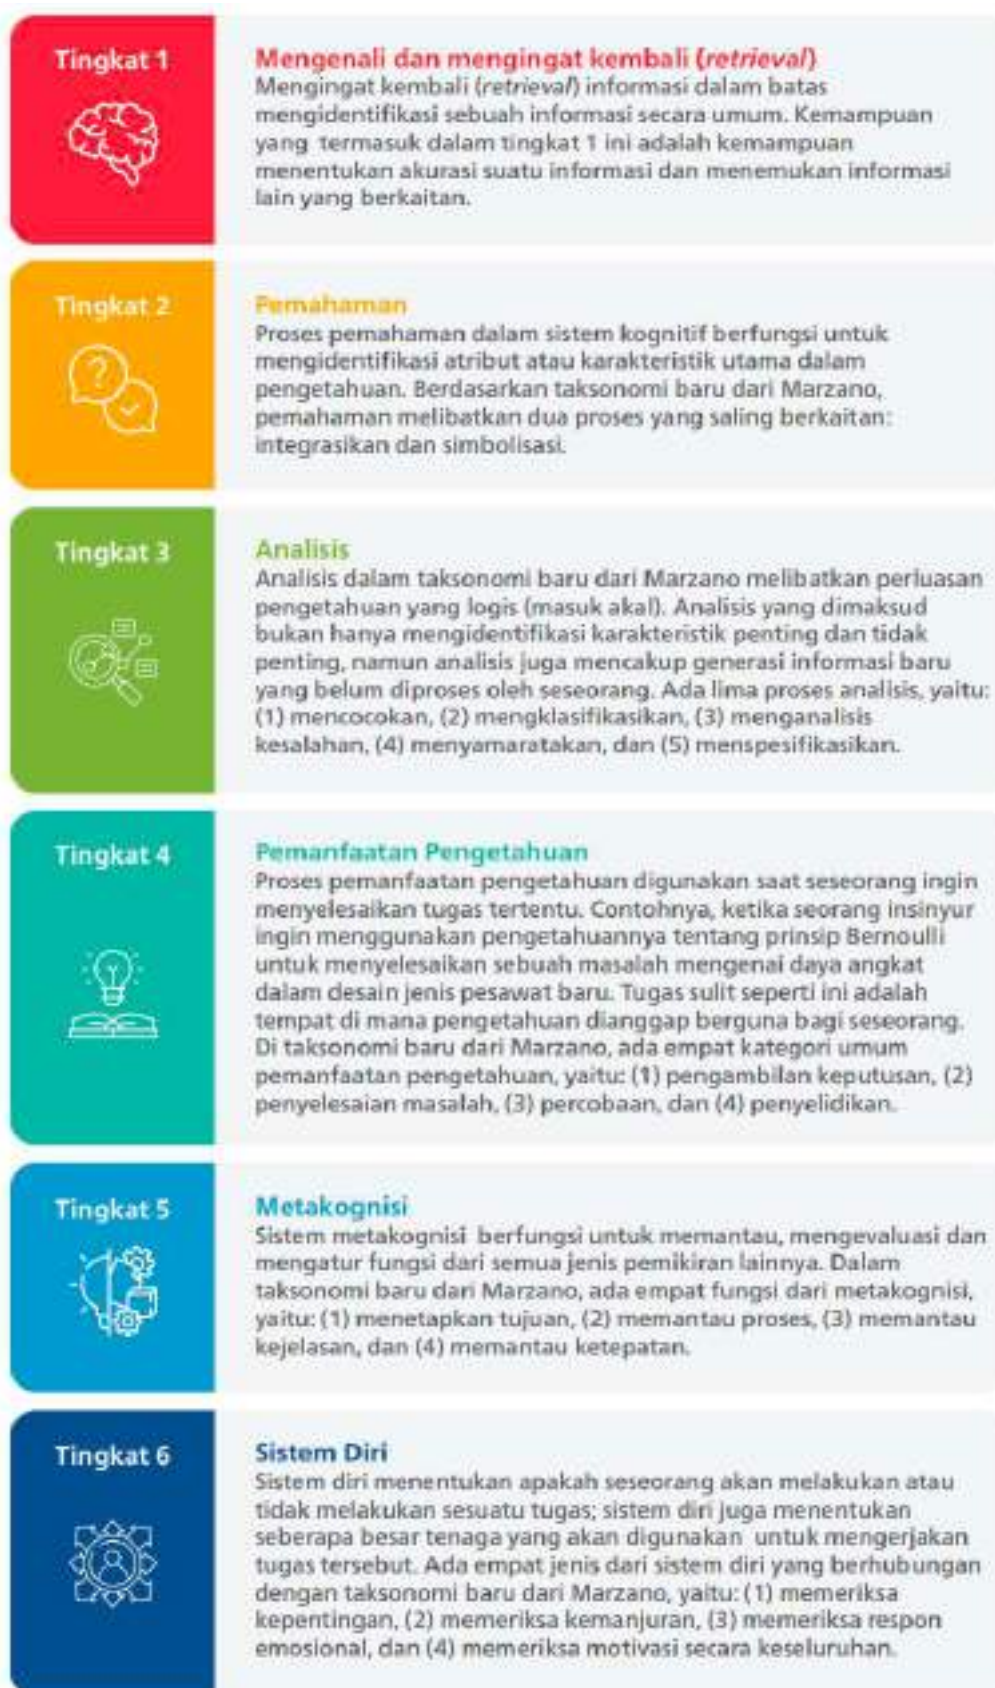 Tingkat 1
Mengenali dan mengingat kembali (retrieval)
Mengingat kembali (retrieval) informasi dalam batas
mengidentifikasi sebuah informasi secara umum. Kemampuan
yang termasuk dalam tingkat 1 ini adalah kemampuan
menentukan akurasi suatu informasi dan menemukan informasi
lain yang berkaitan.
Tingkat 2
Pemahaman
Proses pemahaman dalam sistem kognitif berfungsi untuk
mengidentifikasi atribut atau karakteristik utama dalam
pengetahuan. Berdasarkan taksonomi baru dari Marzano,
pemahaman melibatkan dua proses yang saling berkaitan:
integrasikan dan simbolisasi.
Tingkat 3
Analisis
Analisis dalam taksonomi baru dari Marzano melibatkan perluasan
pengetahuan yang logis (masuk akal). Analisis yang dimaksud
bukan hanya mengidentifikasi karakteristik penting dan tidak
penting, namun analisis juga mencakup generasi informasi baru
yang belum diproses oleh seseorang. Ada lima proses analisis, yaitu:
(1) mencocokan, (2) mengklasifikasikan, (3) menganalisis
kesalahan, (4) menyamaratakan, dan (5) menspesifikasikan.
Tingkat 4
Pemanfaatan Pengetahuan
Proses pemanfaatan pengetahuan digunakan saat seseorang ingin
menyelesaikan tugas tertentu. Contohnya, ketika seorang insinyur
ingin menggunakan pengetahuannya tentang prinsip Bernoulli
untuk menyelesaikan sebuah masalah mengenai daya angkat
dalam desain jenis pesawat baru. Tugas sulit seperti ini adalah
tempat di mana pengetahuan dianggap berguna bagi seseorang.
Di taksonomi baru dari Marzano, ada empat kategori umum
pemanfaatan pengetahuan, yaitu: (1) pengambilan keputusan, (2)
penyelesaian masalah, (3) percobaan, dan (4) penyelidikan.
Tingkat 5
Metakognisi
Sistem metakognisi berfungsi untuk memantau, mengevaluasi dan
mengatur fungsi dari semua jenis pemikiran lainnya. Dalam
taksonomi baru dari Marzano, ada empat fungsi dari metakognisi,
yaitu: (1) menetapkan tujuan, (2) memantau proses, (3) memantau
kejelasan, dan (4) memantau ketepatan.
Tingkat 6
Sistem Diri
Sistem diri menentukan apakah seseorang akan melakukan atau
tidak melakukan sesuatu tugas; sistem diri juga menentukan
seberapa besar tenaga yang akan digunakan untuk mengerjakan
tugas tersebut. Ada empat jenis dari sistem diri yang berhubungan
dengan taksonomi baru dari Marzano, yaitu: (1) memeriksa
kepentingan, (2) memeriksa kemanjuran, (3) memeriksa respon
emosional, dan (4) memeriksa motivasi secara keseluruhan.